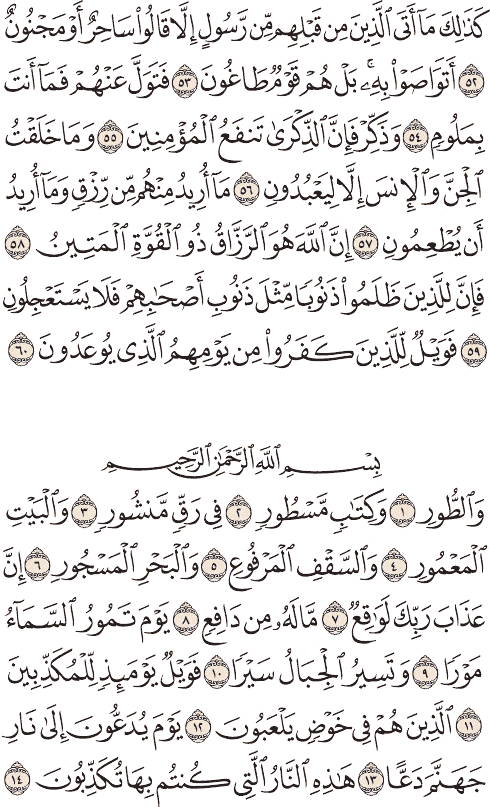 كَذَٰلِكَ مَآ أَتَى ٱلَّذِينَ مِن قَبْلِهِم مِّن رَّسُولٍ إِلَّا قَالُوا۟ سَاحِرٌ أَوْ مَجْنُونٌ
٥٢ أَتَوَاصَوْا۟ بِهِۦ ۚ بَلْ هُمْ قَوْمٌ طَاغُونَ ٥٣ فَتَوَلَّ عَنْهُمْ فَمَآ أَنتَ
بِمَلُومٍ ٥٤ وَذَكِّرْ فَإِنَّ ٱلذِّكْرَىٰ تَنفَعُ ٱلْمُؤْمِنِينَ ٥٥ وَمَا خَلَقْتُ
ٱلْجِنَّ وَٱلْإِنسَ إِلَّا لِيَعْبُدُونِ ٥٦ مَآ أُرِيدُ مِنْهُم مِّن رِّزْقٍ وَمَآ أُرِيدُ
أَن يُطْعِمُونِ ٥٧ إِنَّ ٱللَّهَ هُوَ ٱلرَّزَّاقُ ذُو ٱلْقُوَّةِ ٱلْمَتِينُ ٥٨
فَإِنَّ لِلَّذِينَ ظَلَمُوا۟ ذَنُوبًا مِّثْلَ ذَنُوبِ أَصْحَٰبِهِمْ فَلَا يَسْتَعْجِلُونِ
٥٩ فَوَيْلٌ لِّلَّذِينَ كَفَرُوا۟ مِن يَوْمِهِمُ ٱلَّذِى يُوعَدُونَ ٦٠
بِسْمِ ٱللَّهِ ٱلرَّحْمَٰنِ ٱلرَّحِيمِ
وَٱلطُّورِ ١ وَكِتَٰبٍ مَّسْطُورٍ ٢ فِى رَقٍّ مَّنشُورٍ ٣ وَٱلْبَيْتِ
ٱلْمَعْمُورِ ٤ وَٱلسَّقْفِ ٱلْمَرْفُوعِ ٥ وَٱلْبَحْرِ ٱلْمَسْجُورِ ٦ إِنَّ
عَذَابَ رَبِّكَ لَوَٰقِعٌ ٧ مَّا لَهُۥ مِن دَافِعٍ ٨ يَوْمَ تَمُورُ ٱلسَّمَآءُ
مَوْرًا ٩ وَتَسِيرُ ٱلْجِبَالُ سَيْرًا ١٠ فَوَيْلٌ يَوْمَئِذٍ لِّلْمُكَذِّبِينَ
١١ ٱلَّذِينَ هُمْ فِى خَوْضٍ يَلْعَبُونَ ١٢ يَوْمَ يُدَعُّونَ إِلَىٰ نَارِ
جَهَنَّمَ دَعًّا ١٣ هَٰذِهِ ٱلنَّارُ ٱلَّتِى كُنتُم بِهَا تُكَذِّبُونَ ١٤